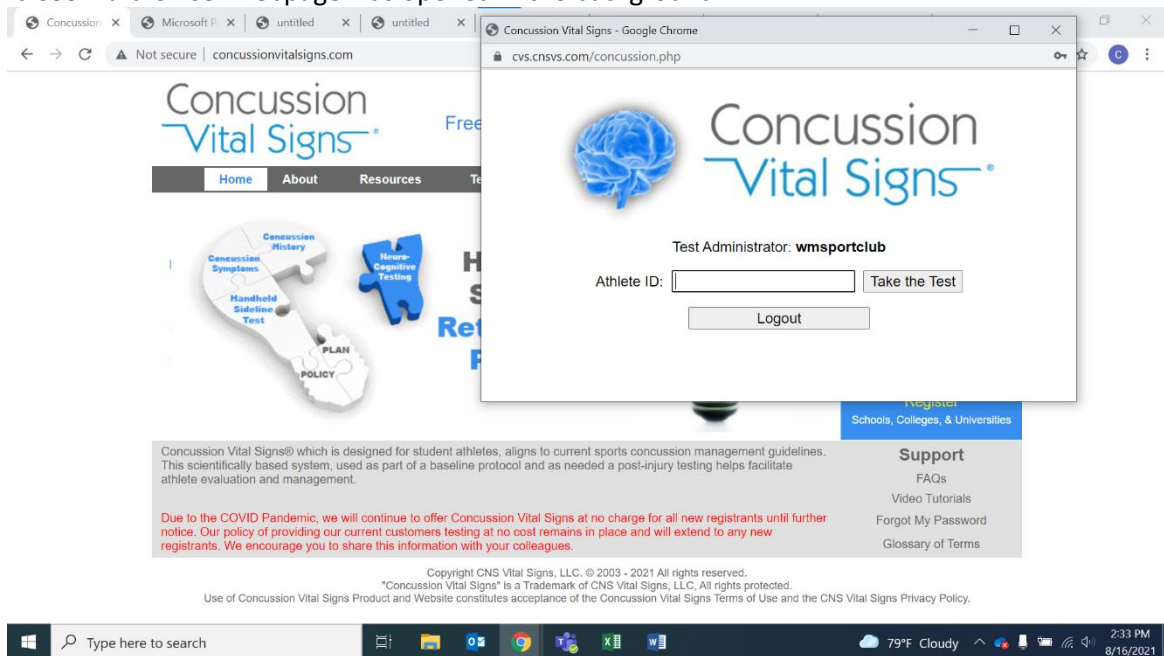 Concussion
Microsoft P
untitled
untitled
Concussion Vital Signs - Google Chrome
Not secure | concussionvitalsigns.com
cvs.cnsvs.com/concussion.php
C
Concussion
Vital Signs®
Free
Concussion
Vital Signs®
Home About Resources Te
Test Administrator: wmsportclub
Athlete ID: Take the Test
Logout
Concussion
History
Concussion
Symptoms
Neuro-
Cognitive
Testing
Handheld
Sideline
Test
PLAN
POLICY
H
S
Ret
Register
Schools, Colleges, & Universities
Concussion Vital Signs® which is designed for student athletes, aligns to current sports concussion management guidelines.
This scientifically based system, used as part of a baseline protocol and as needed a post-injury testing helps facilitate
athlete evaluation and management.
Due to the COVID Pandemic, we will continue to offer Concussion Vital Signs at no charge for all new registrants until further
notice. Our policy of providing our current customers testing at no cost remains in place and will extend to any new
registrants. We encourage you to share this information with your colleagues.
Support
FAQs
Video Tutorials
Forgot My Password
Glossary of Terms
Copyright CNS Vital Signs, LLC. © 2003 - 2021 All rights reserved.
"Concussion Vital Signs" is a Trademark of CNS Vital Signs, LLC, All rights protected.
Use of Concussion Vital Signs Product and Website constitutes acceptance of the Concussion Vital Signs Terms of Use and the CNS Vital Signs Privacy Policy.
Type here to search
79°F Cloudy
2:33 PM
8/16/2021